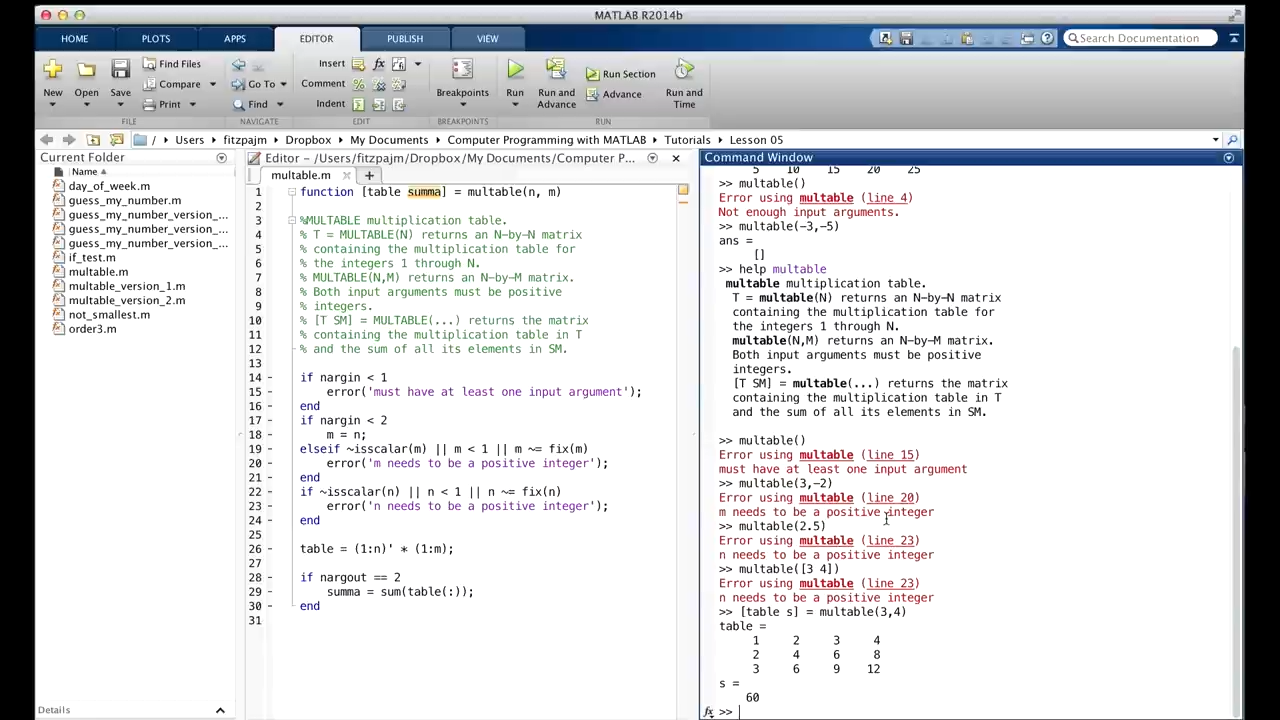 MATLAB R2014b
HOME PLOTS APPS EDITOR PUBLISH VIEW
Search Documentation
New
Open
Save
Find Files
Compare
Print
FILE
Go To
Find
NAVIGATE
Insert
Comment
Indent
EDIT
Breakpoints
BREAKPOINTS
Run
Run and Advance
Run Section
Advance
Run and Time
RUN
/ Users fitzpajm Dropbox My Documents Computer Programming with MATLAB Tutorials Lesson 05
Current Folder
Name
day_of_week.m
guess_my_number.m
guess_my_number_version_...
guess_my_number_version_...
guess_my_number_version_...
if_test.m
multable.m
multable_version_1.m
multable_version_2.m
not_smallest.m
order3.m
Details
Editor – /Users/fitzpajm/Dropbox/My Documents/Computer P...
multable.m
1 function [table summa] = multable(n, m)
2
3 %MULTABLE multiplication table.
4 % T = MULTABLE(N) returns an N-by-N matrix
5 % containing the multiplication table for
6 % the integers 1 through N.
7 % MULTABLE(N,M) returns an N-by-M matrix.
8 % Both input arguments must be positive
9 % integers.
10 % [T SM] = MULTABLE(...) returns the matrix
11 % containing the multiplication table in T
12 % and the sum of all its elements in SM.
13
14 - if nargin < 1
15 - error('must have at least one input argument');
16 - end
17 - if nargin < 2
18 - m = n;
19 - elseif ~isscalar(m) || m < 1 || m ~= fix(m)
20 - error('m needs to be a positive integer');
21 - end
22 - if ~isscalar(n) || n < 1 || n ~= fix(n)
23 - error('n needs to be a positive integer');
24 - end
25
26 - table = (1:n)' * (1:m);
27
28 - if nargout == 2
29 - summa = sum(table(:));
30 - end
31
Command Window
5 10 15 20 25
>> multable()
Error using multable (line 4)
Not enough input arguments.
>> multable(-3,-5)
ans =
[]
>> help multable
multable multiplication table.
T = multable(N) returns an N-by-N matrix
containing the multiplication table for
the integers 1 through N.
multable(N,M) returns an N-by-M matrix.
Both input arguments must be positive
integers.
[T SM] = multable(...) returns the matrix
containing the multiplication table in T
and the sum of all its elements in SM.
>> multable()
Error using multable (line 15)
must have at least one input argument
>> multable(3,-2)
Error using multable (line 20)
m needs to be a positive integer
>> multable(2.5)
Error using multable (line 23)
n needs to be a positive integer
>> multable([3 4])
Error using multable (line 23)
n needs to be a positive integer
>> [table s] = multable(3,4)
table =
1 2 3 4
2 4 6 8
3 6 9 12
s =
60
fx >>